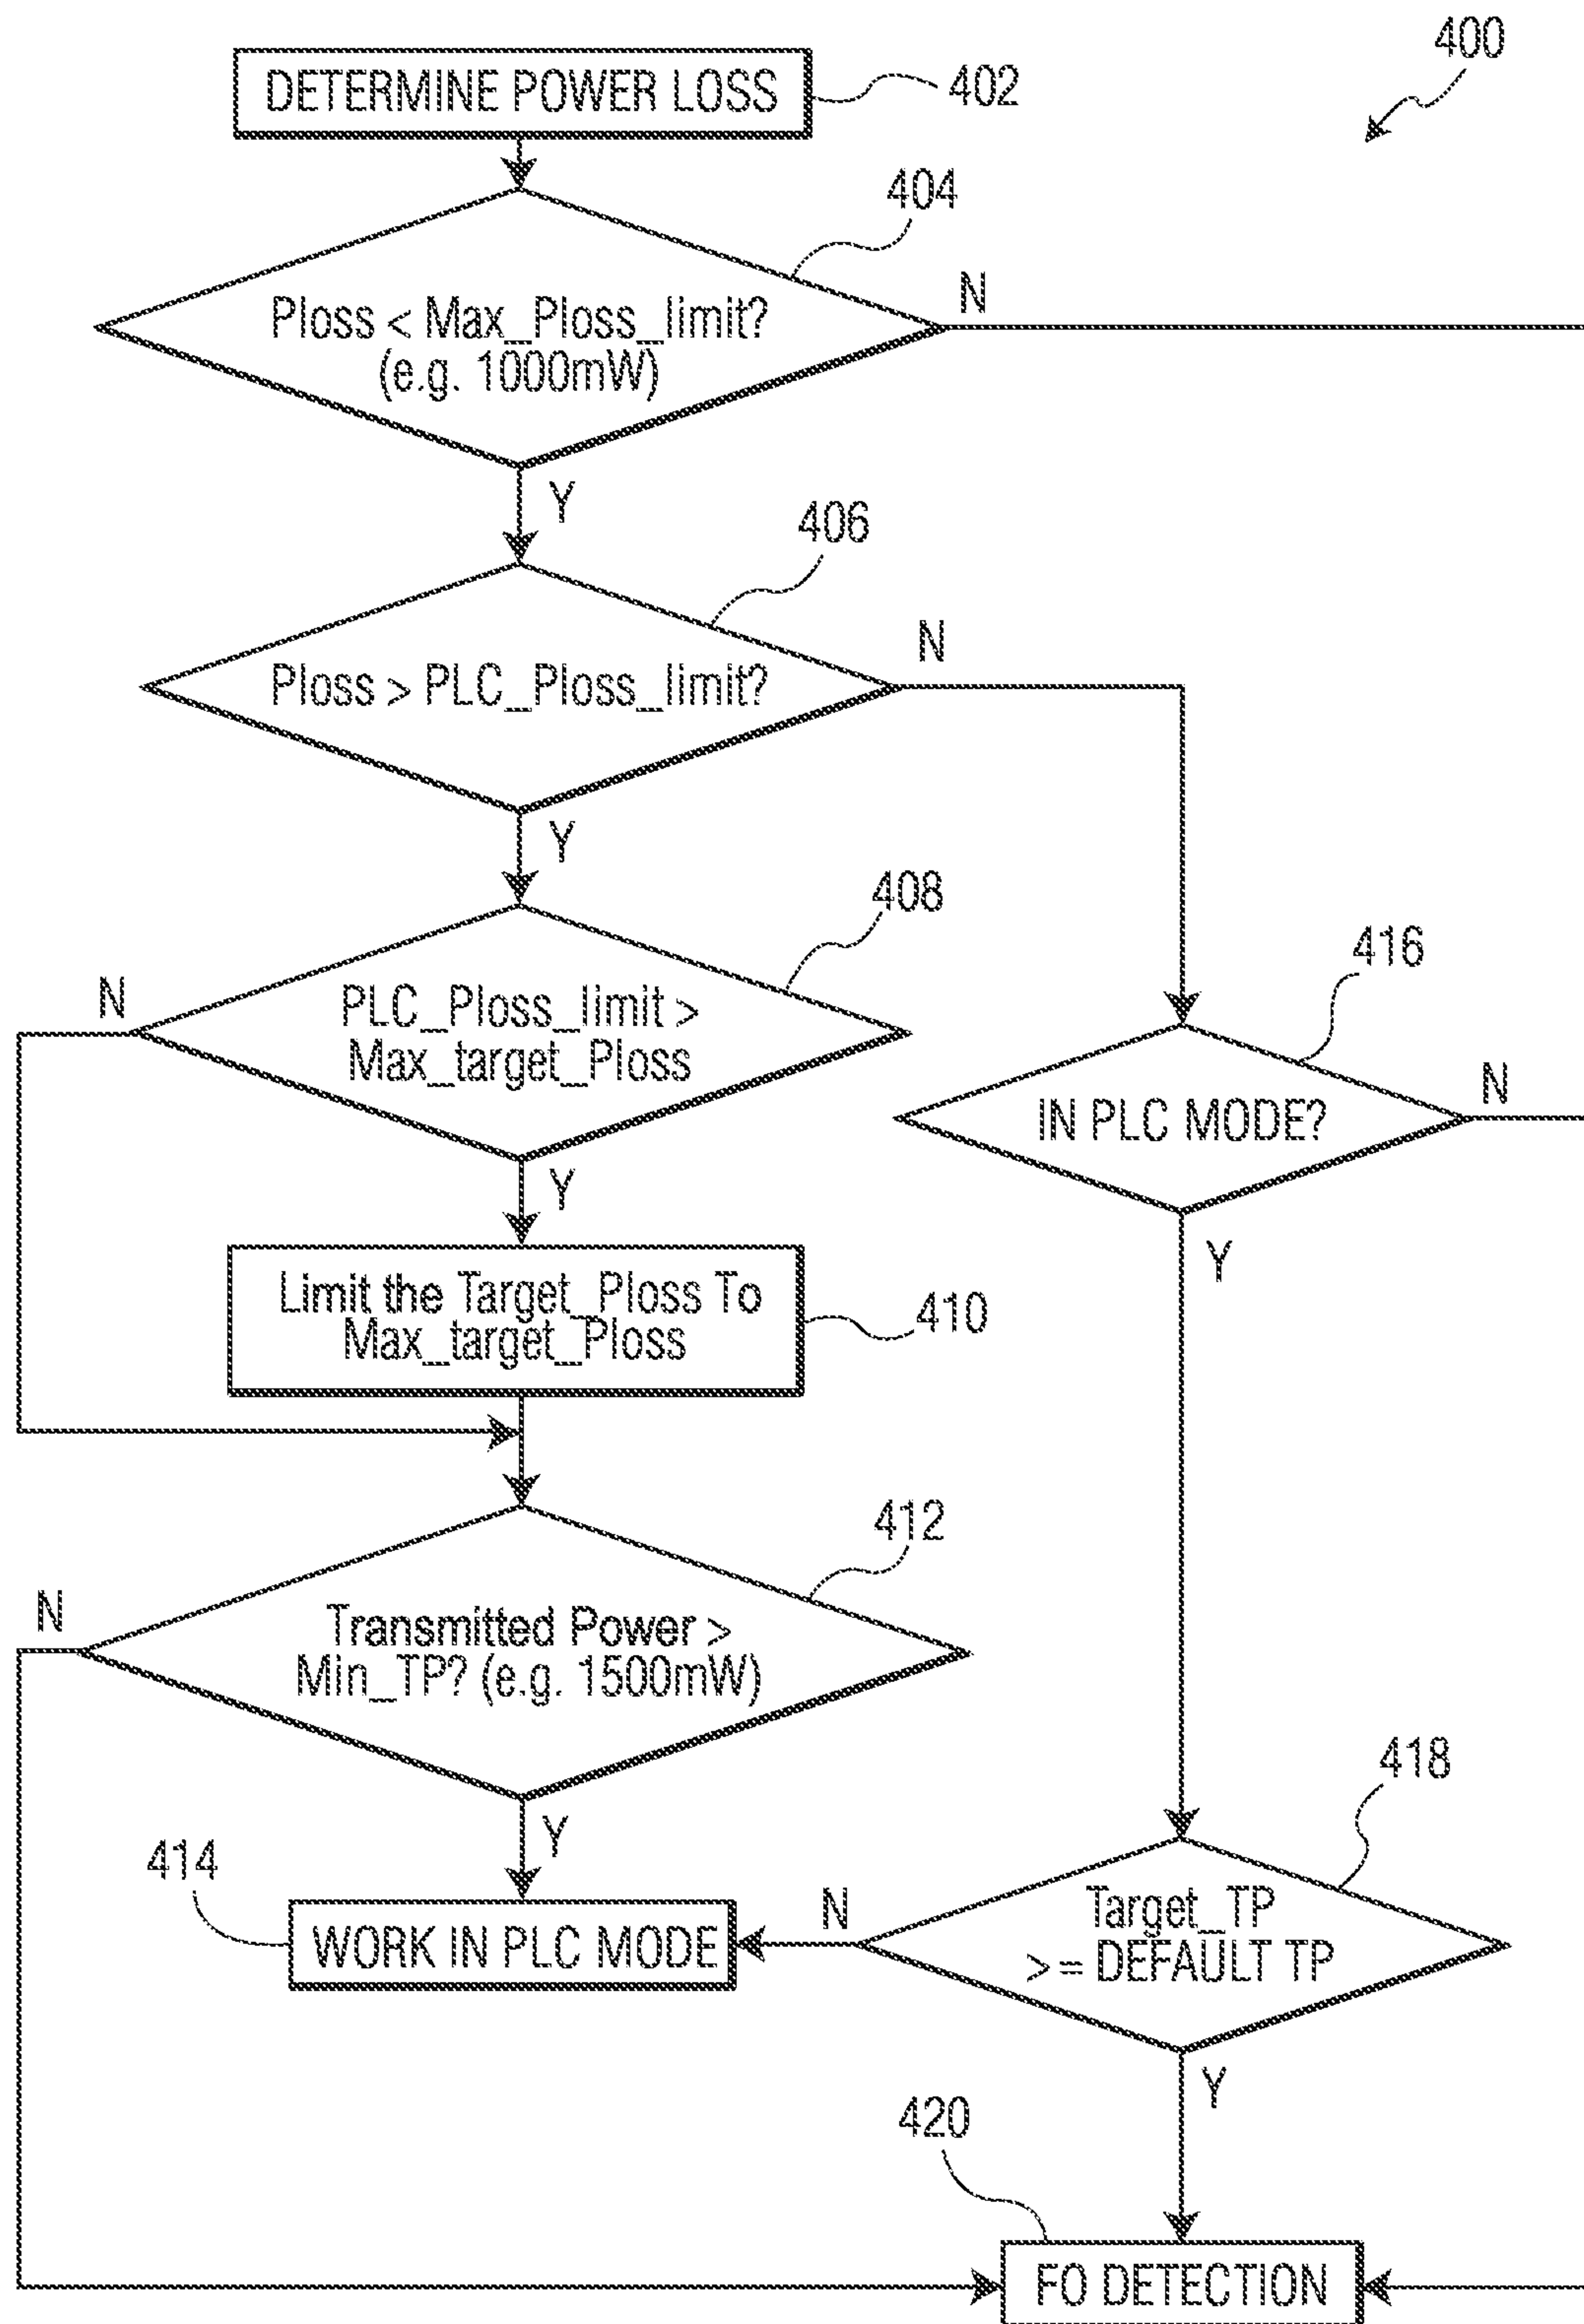 400
DETERMINE POWER LOSS
402
404
Ploss < Max_Ploss_limit?
(e.g. 1000mW)
N
Y
406
Ploss > PLC_Ploss_limit?
N
Y
408
N
PLC_Ploss_limit >
Max_target_Ploss
416
IN PLC MODE?
N
Y
Y
Limit the Target_Ploss To
Max_target_Ploss
410
412
N
Transmitted Power >
Min_TP? (e.g. 1500mW)
Y
418
414
WORK IN PLC MODE
N
Target_TP
>= DEFAULT TP
Y
420
FO DETECTION